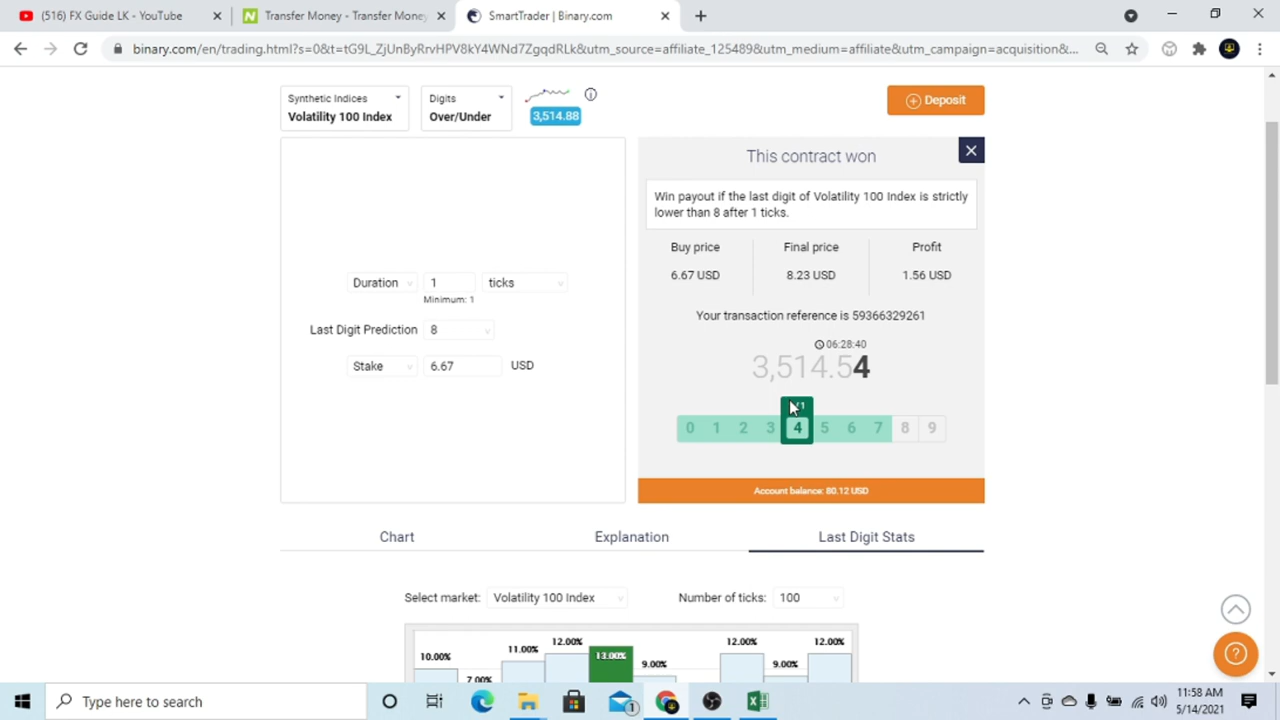 (516) FX Guide LK - YouTube
Transfer Money - Transfer Money
SmartTrader | Binary.com
binary.com/en/trading.html?s=0&t=tG9L_ZjUnByRrvHPV8kY4WNd7ZgqdRLk&utm_source=affiliate_125489&utm_medium=affiliate&utm_campaign=acquisition&...
Synthetic Indices
Volatility 100 Index
Digits
Over/Under
3,514.88
Deposit
This contract won
Win payout if the last digit of Volatility 100 Index is strictly
lower than 8 after 1 ticks.
Buy price Final price Profit
6.67 USD 8.23 USD 1.56 USD
Your transaction reference is 59366329261
06:28:40
3,514.54
0 1 2 3 4 5 6 7 8 9
Account balance: 80.12 USD
Duration 1 ticks
Minimum: 1
Last Digit Prediction 8
Stake 6.67 USD
Chart Explanation Last Digit Stats
Select market: Volatility 100 Index Number of ticks: 100
10.00% 7.00% 11.00% 12.00% 13.00% 9.00% 12.00% 9.00% 12.00%
Type here to search
1
11:58 AM
5/14/2021